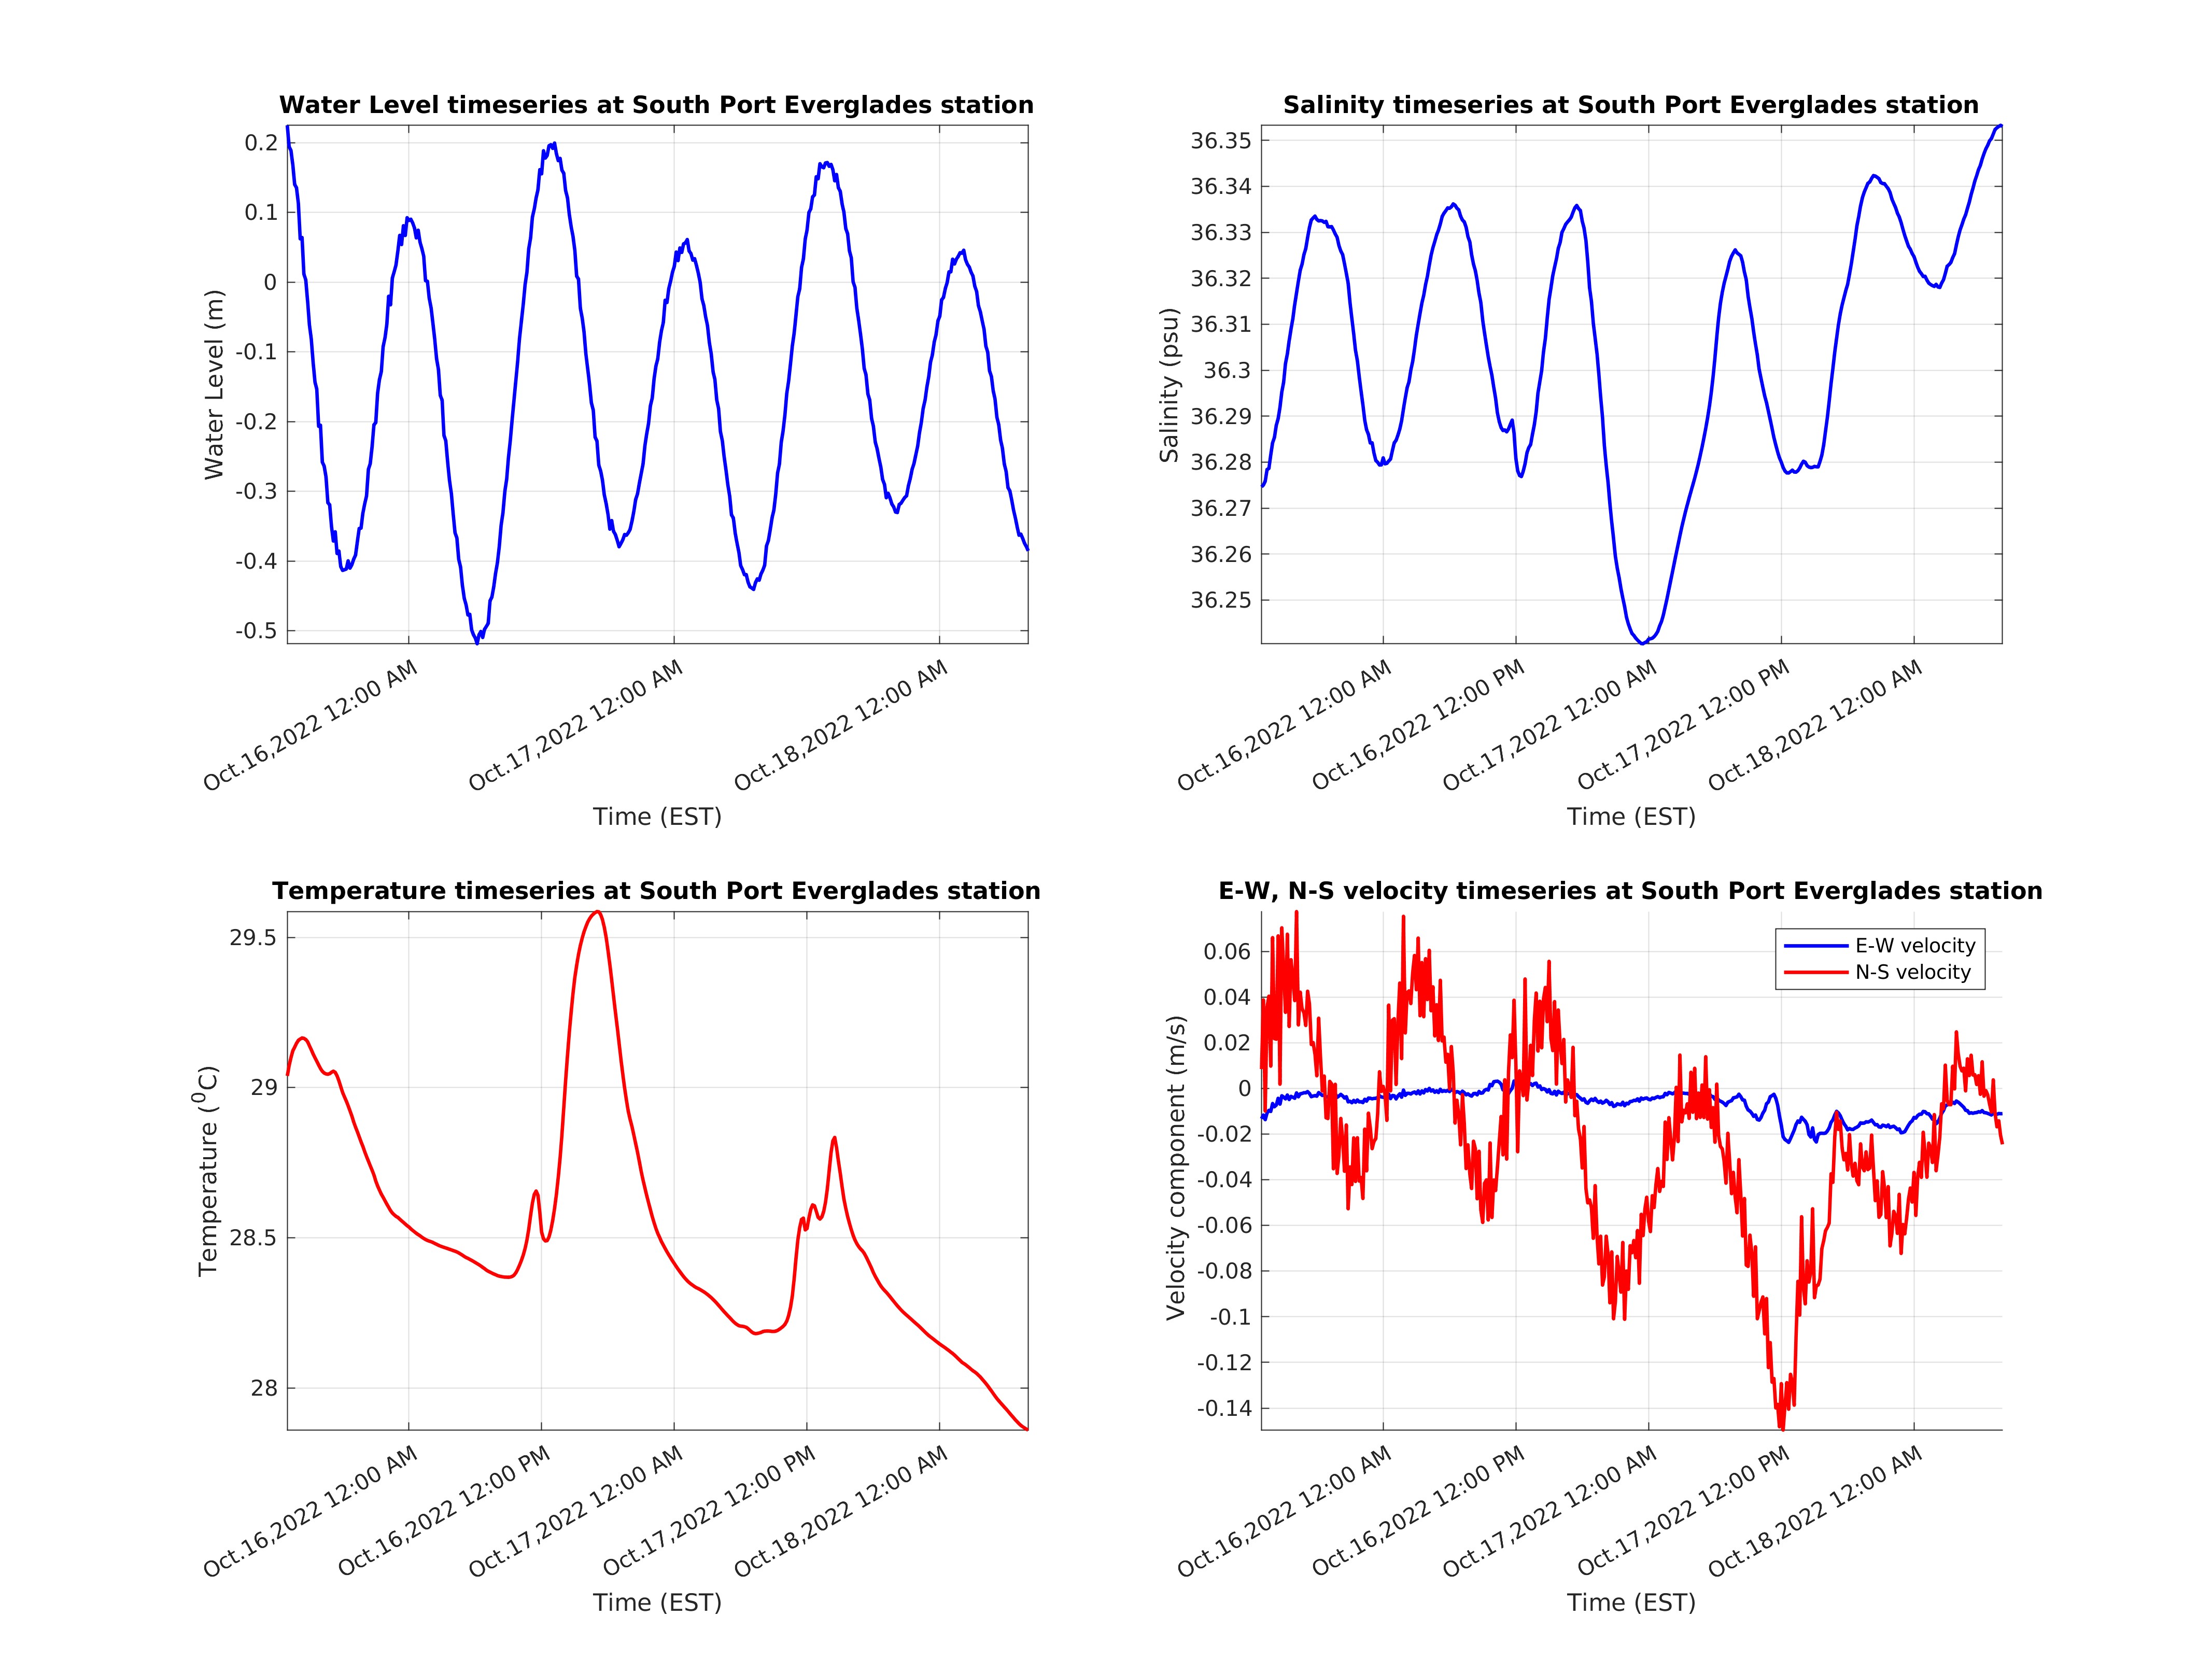 Water Level timeseries at South Port Everglades station
0.2
0.1
0
-0.1
-0.2
-0.3
-0.4
-0.5
Water Level (m)
Oct.16,2022 12:00 AM
Oct.17,2022 12:00 AM
Oct.18,2022 12:00 AM
Time (EST)
Salinity timeseries at South Port Everglades station
36.35
36.34
36.33
36.32
36.31
36.3
36.29
36.28
36.27
36.26
36.25
Salinity (psu)
Oct.16,2022 12:00 AM
Oct.16,2022 12:00 PM
Oct.17,2022 12:00 AM
Oct.17,2022 12:00 PM
Oct.18,2022 12:00 AM
Time (EST)
Temperature timeseries at South Port Everglades station
29.5
29
28.5
28
Temperature (⁰C)
Oct.16,2022 12:00 AM
Oct.16,2022 12:00 PM
Oct.17,2022 12:00 AM
Oct.17,2022 12:00 PM
Oct.18,2022 12:00 AM
Time (EST)
E-W, N-S velocity timeseries at South Port Everglades station
E-W velocity
N-S velocity
0.06
0.04
0.02
0
-0.02
-0.04
-0.06
-0.08
-0.1
-0.12
-0.14
Velocity component (m/s)
Oct.16,2022 12:00 AM
Oct.16,2022 12:00 PM
Oct.17,2022 12:00 AM
Oct.17,2022 12:00 PM
Oct.18,2022 12:00 AM
Time (EST)